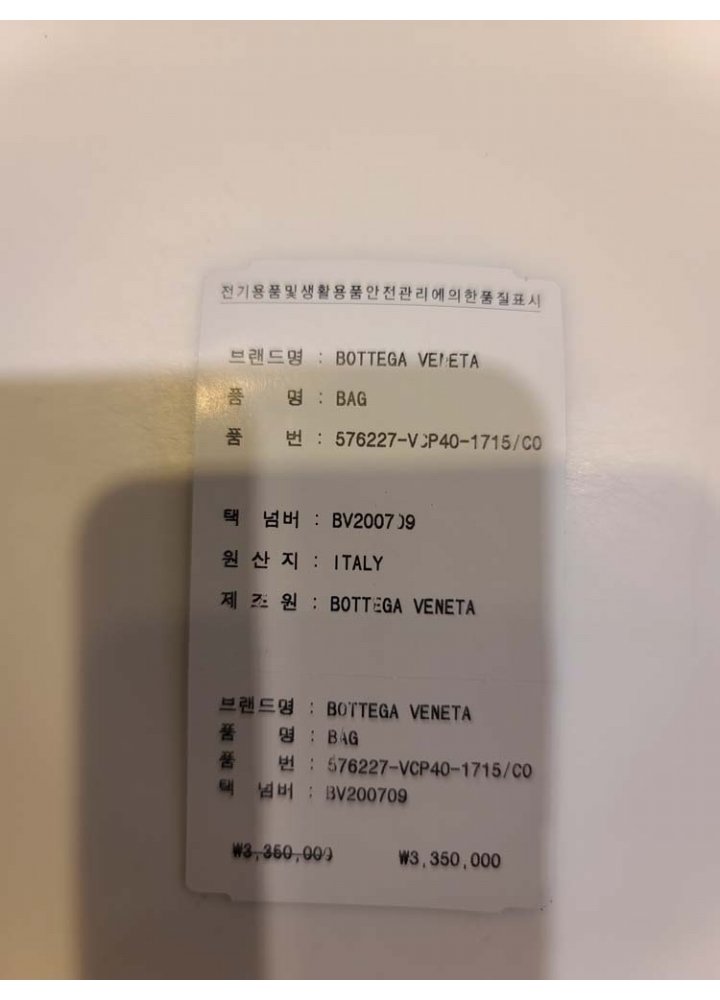 전기용품및생활용품안전관리에의한품질표시
브랜드명 : BOTTEGA VENETA
품 명 : BAG
품 번 : 576227-VCP40-1715/CO
택 넘버 : BV200709
원 산 지 : ITALY
제 조 원 : BOTTEGA VENETA
브랜드명 : BOTTEGA VENETA
품 명 : BAG
품 번 : 576227-VCP40-1715/CO
택 넘버 : BV200709
₩3,350,000 ₩3,350,000